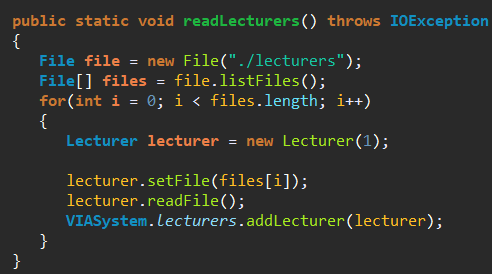 public static void readLecturers() throws IOException
{
File file = new File("./lecturers");
File[] files = file.listFiles();
for(int i = 0; i < files.length; i++)
{
Lecturer lecturer = new Lecturer(1);
lecturer.setFile(files[i]);
lecturer.readFile();
VIASystem.lecturers.addLecturer(lecturer);
}
}